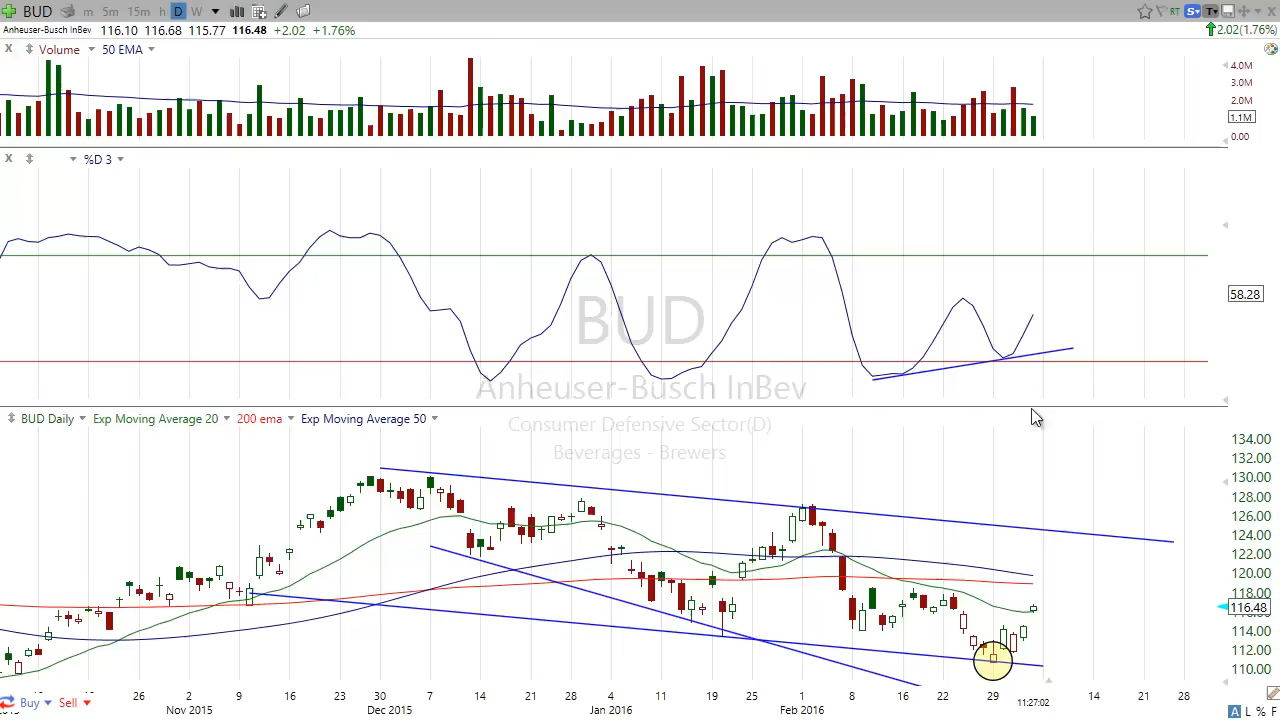 BUD m 5m 15m h D W RT S T
Anheuser-Busch InBev 116.10 116.68 115.77 116.48 +2.02 +1.76% 2.02(1.76%)
X Volume 50 EMA
4.0M
3.0M
2.0M
1.1M
0.00
X %D 3
58.28
BUD
Anheuser-Busch InBev
Consumer Defensive Sector(D)
Beverages - Brewers
BUD Daily Exp Moving Average 20 200 ema Exp Moving Average 50
134.00
132.00
130.00
128.00
126.00
124.00
122.00
120.00
118.00
116.48
114.00
112.00
110.00
26 2 9 16 23 30 7 14 21 28 4 11 19 25 1 8 16 22 29 14 21 28
Buy Sell
Nov 2015 Dec 2015 Jan 2016 Feb 2016 11:27:02
A L % F